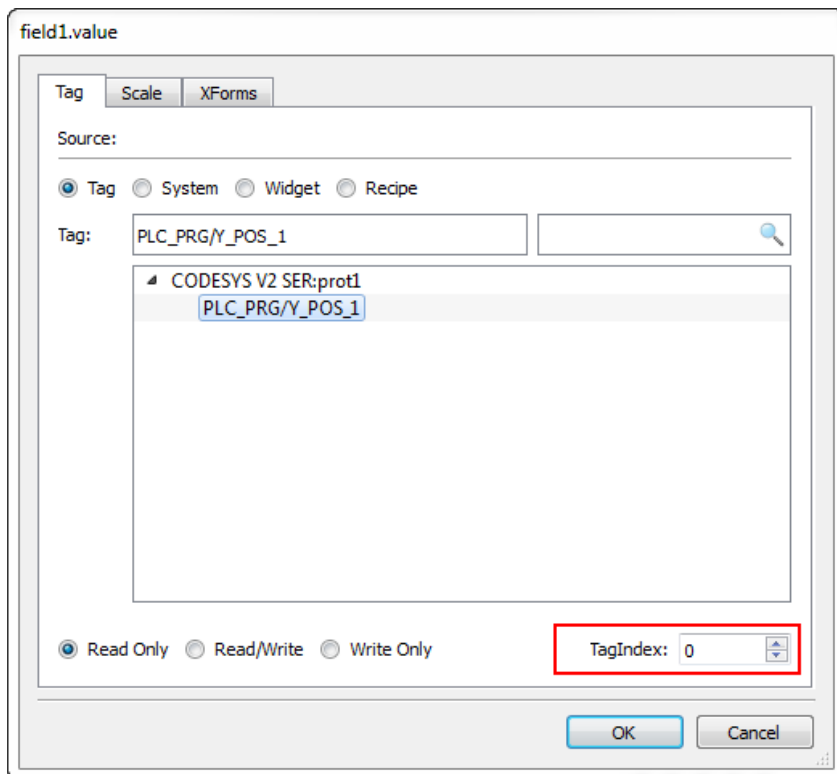 field1.value
Tag Scale XForms
Source:
Tag System Widget Recipe
Tag: PLC_PRG/Y_POS_1
CODESYS V2 SER:prot1
PLC_PRG/Y_POS_1
Read Only Read/Write Write Only TagIndex: 0
OK Cancel